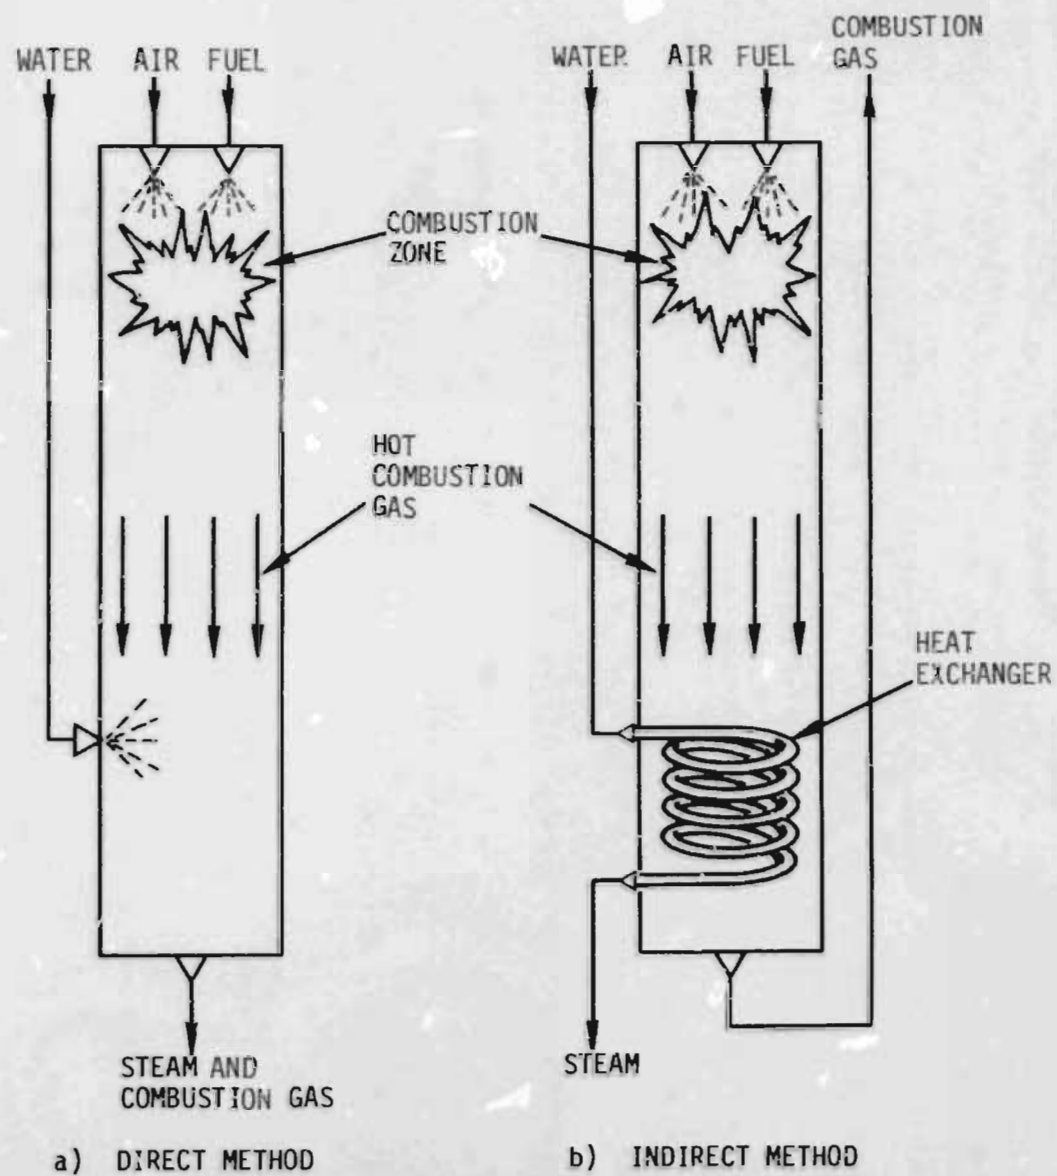 WATER AIR FUEL
COMBUSTION
ZONE
HOT
COMBUSTION
GAS
STEAM AND
COMBUSTION GAS
a) DIRECT METHOD
WATER AIR FUEL
COMBUSTION
GAS
HEAT
EXCHANGER
STEAM
b) INDIRECT METHOD